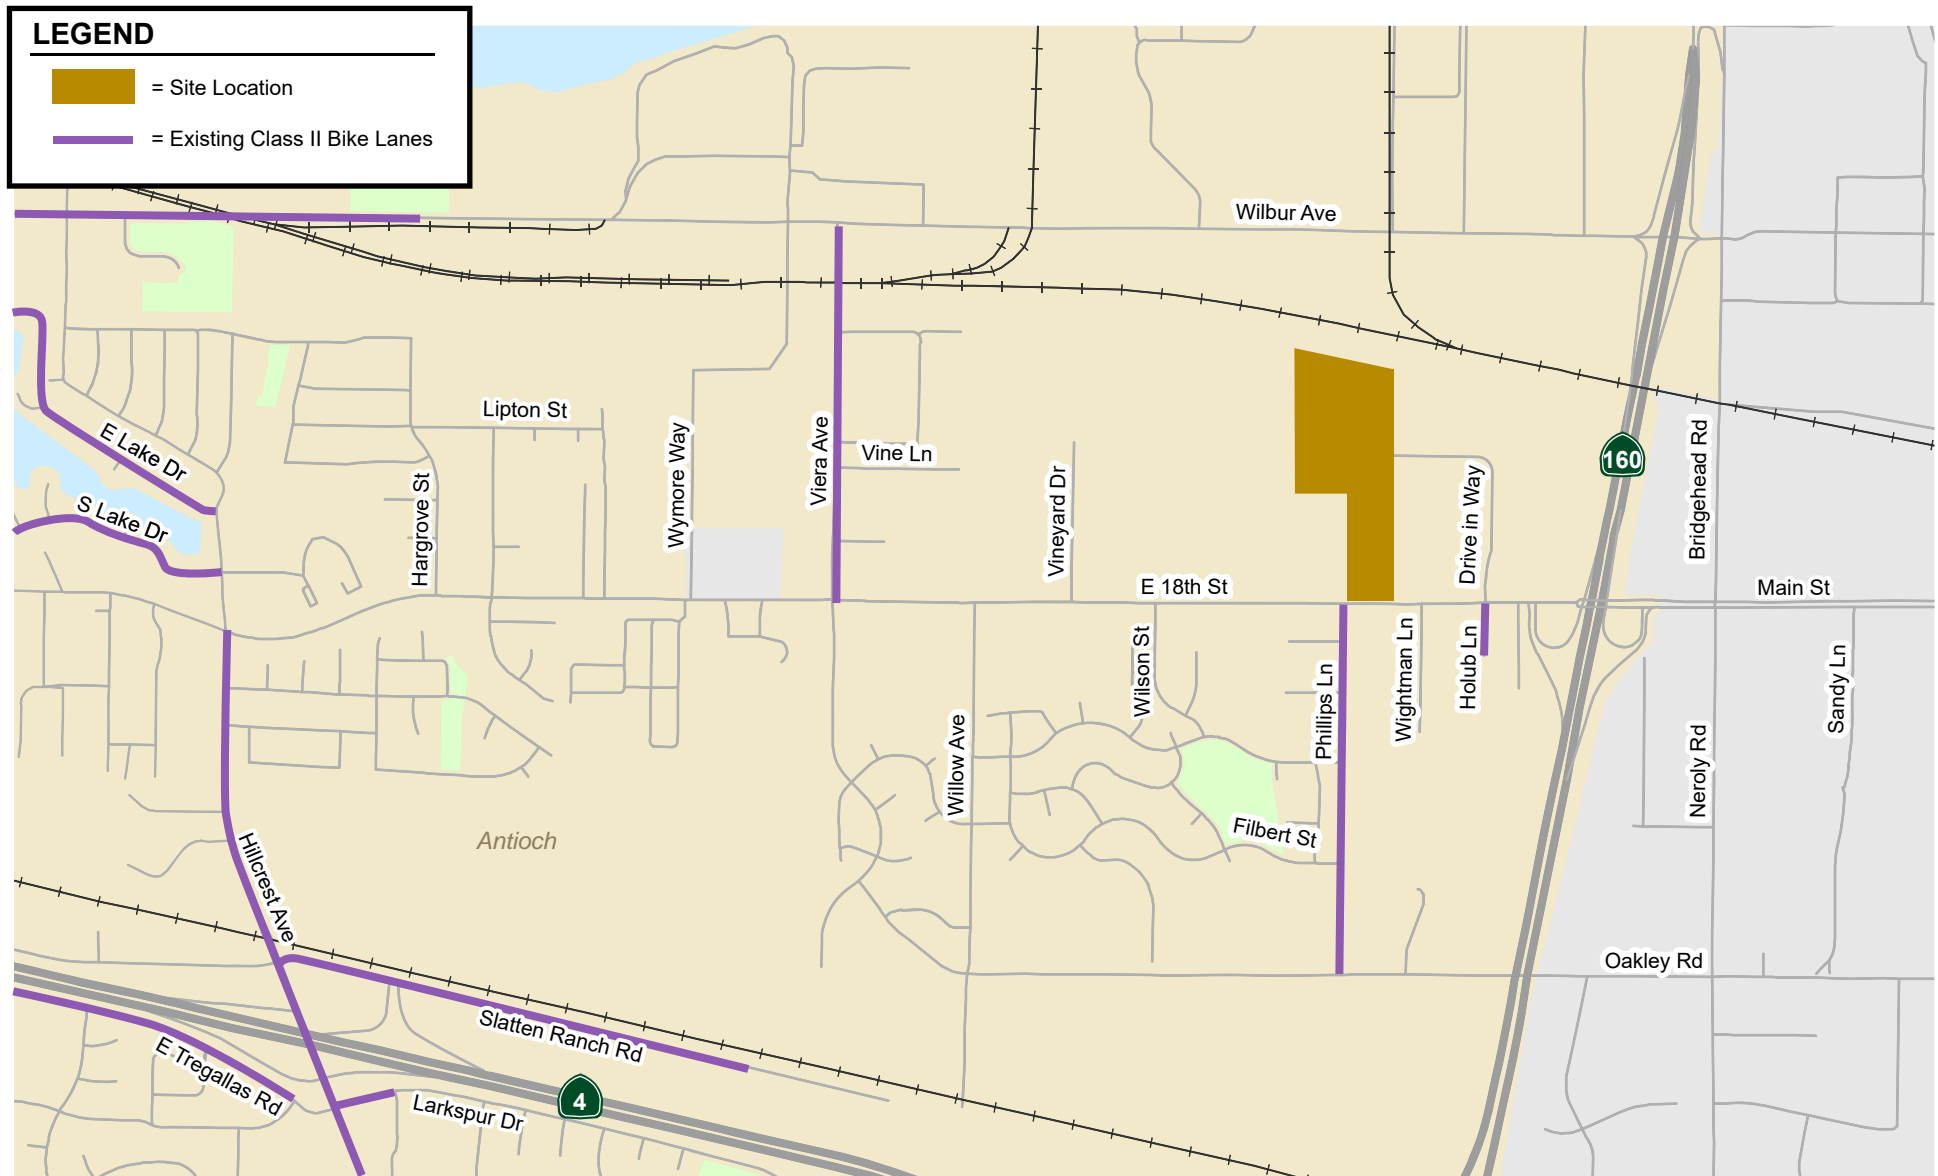 LEGEND
= Site Location
= Existing Class II Bike Lanes
Wilbur Ave
E Lake Dr
S Lake Dr
Lipton St
Hargrove St
Wymore Way
Viera Ave
Vine Ln
Vineyard Dr
Drive in Way
160
Bridgehead Rd
E 18th St
Main St
Wilson St
Phillips Ln
Wightman Ln
Holub Ln
Sandy Ln
Willow Ave
Neroly Rd
Filbert St
Antioch
Hillcrest Ave
Oakley Rd
Slatten Ranch Rd
E Tregallas Rd
4
Larkspur Dr